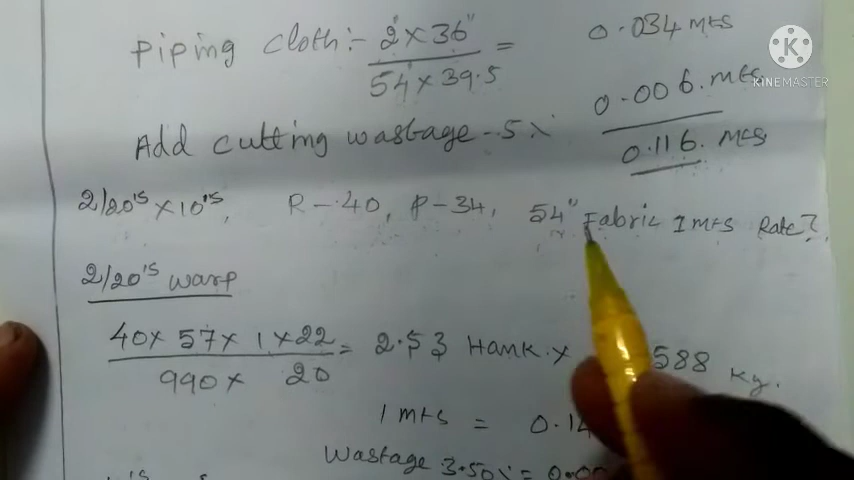 Piping cloth:- 2" x 36" / 54 x 39.5 = 0.034 mts
KINEMASTER
0.006. mts.
Add cutting wastage - 5%
0.116. mts
2/20'S x 10'S, R - 40, P - 34, 54" Fabric 1 mts Rate?
2/20'S warp
40 x 57 x 1 x 22 / 990 x 20 = 2.53 Hank. x 588 Kg.
1 mts = 0.14
Wastage 3.50% = 0.00